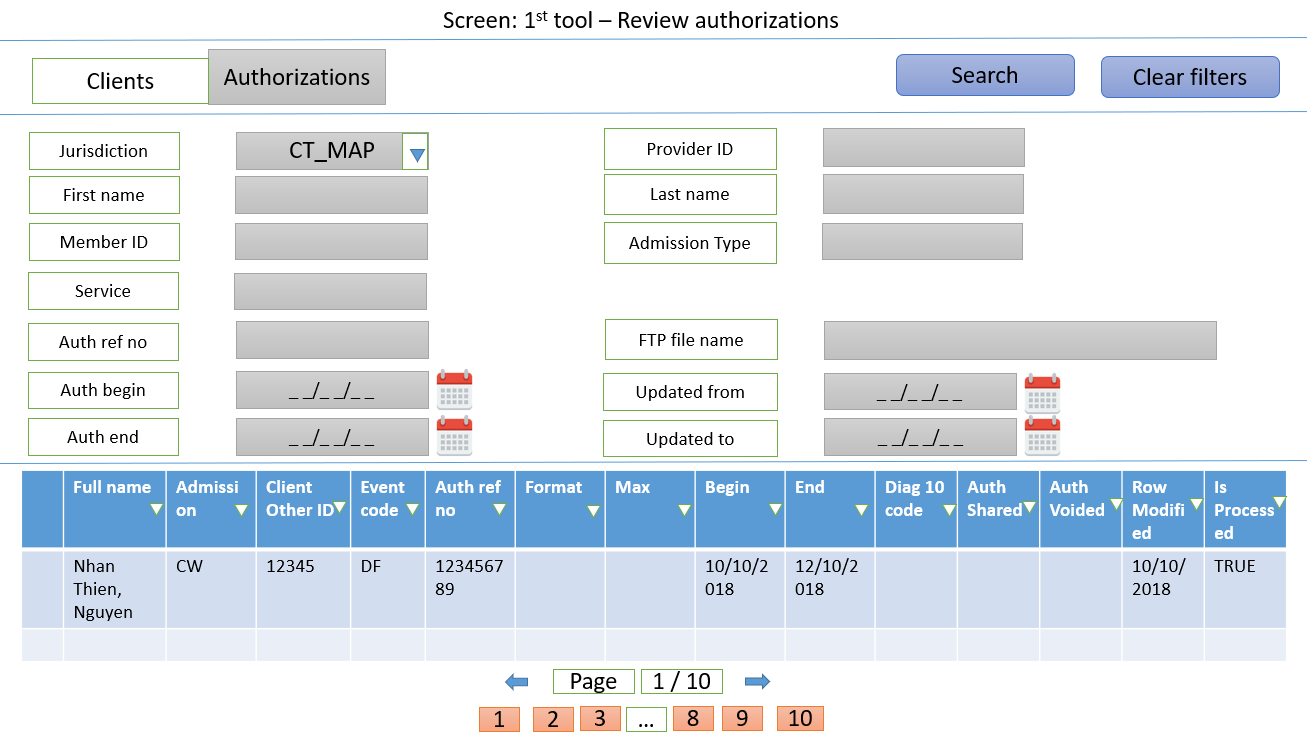 Screen: 1st tool – Review authorizations
Clients
Authorizations
Search
Clear filters
Jurisdiction
CT_MAP
Provider ID
First name
Last name
Member ID
Admission Type
Service
Auth ref no
FTP file name
Auth begin
_ _/_ _/_ _
Updated from
_ _/_ _/_ _
Auth end
_ _/_ _/_ _
Updated to
_ _/_ _/_ _
Full name
Admissi
on
Client
Other ID
Event
code
Auth ref
no
Format
Max
Begin
End
Diag 10
code
Auth
Shared
Auth
Voided
Row
Modifi
ed
Is
Process
ed
Nhan
Thien,
Nguyen
CW
12345
DF
1234567
89
10/10/2
018
12/10/2
018
10/10/
2018
TRUE
Page
1 / 10
1
2
3
...
8
9
10